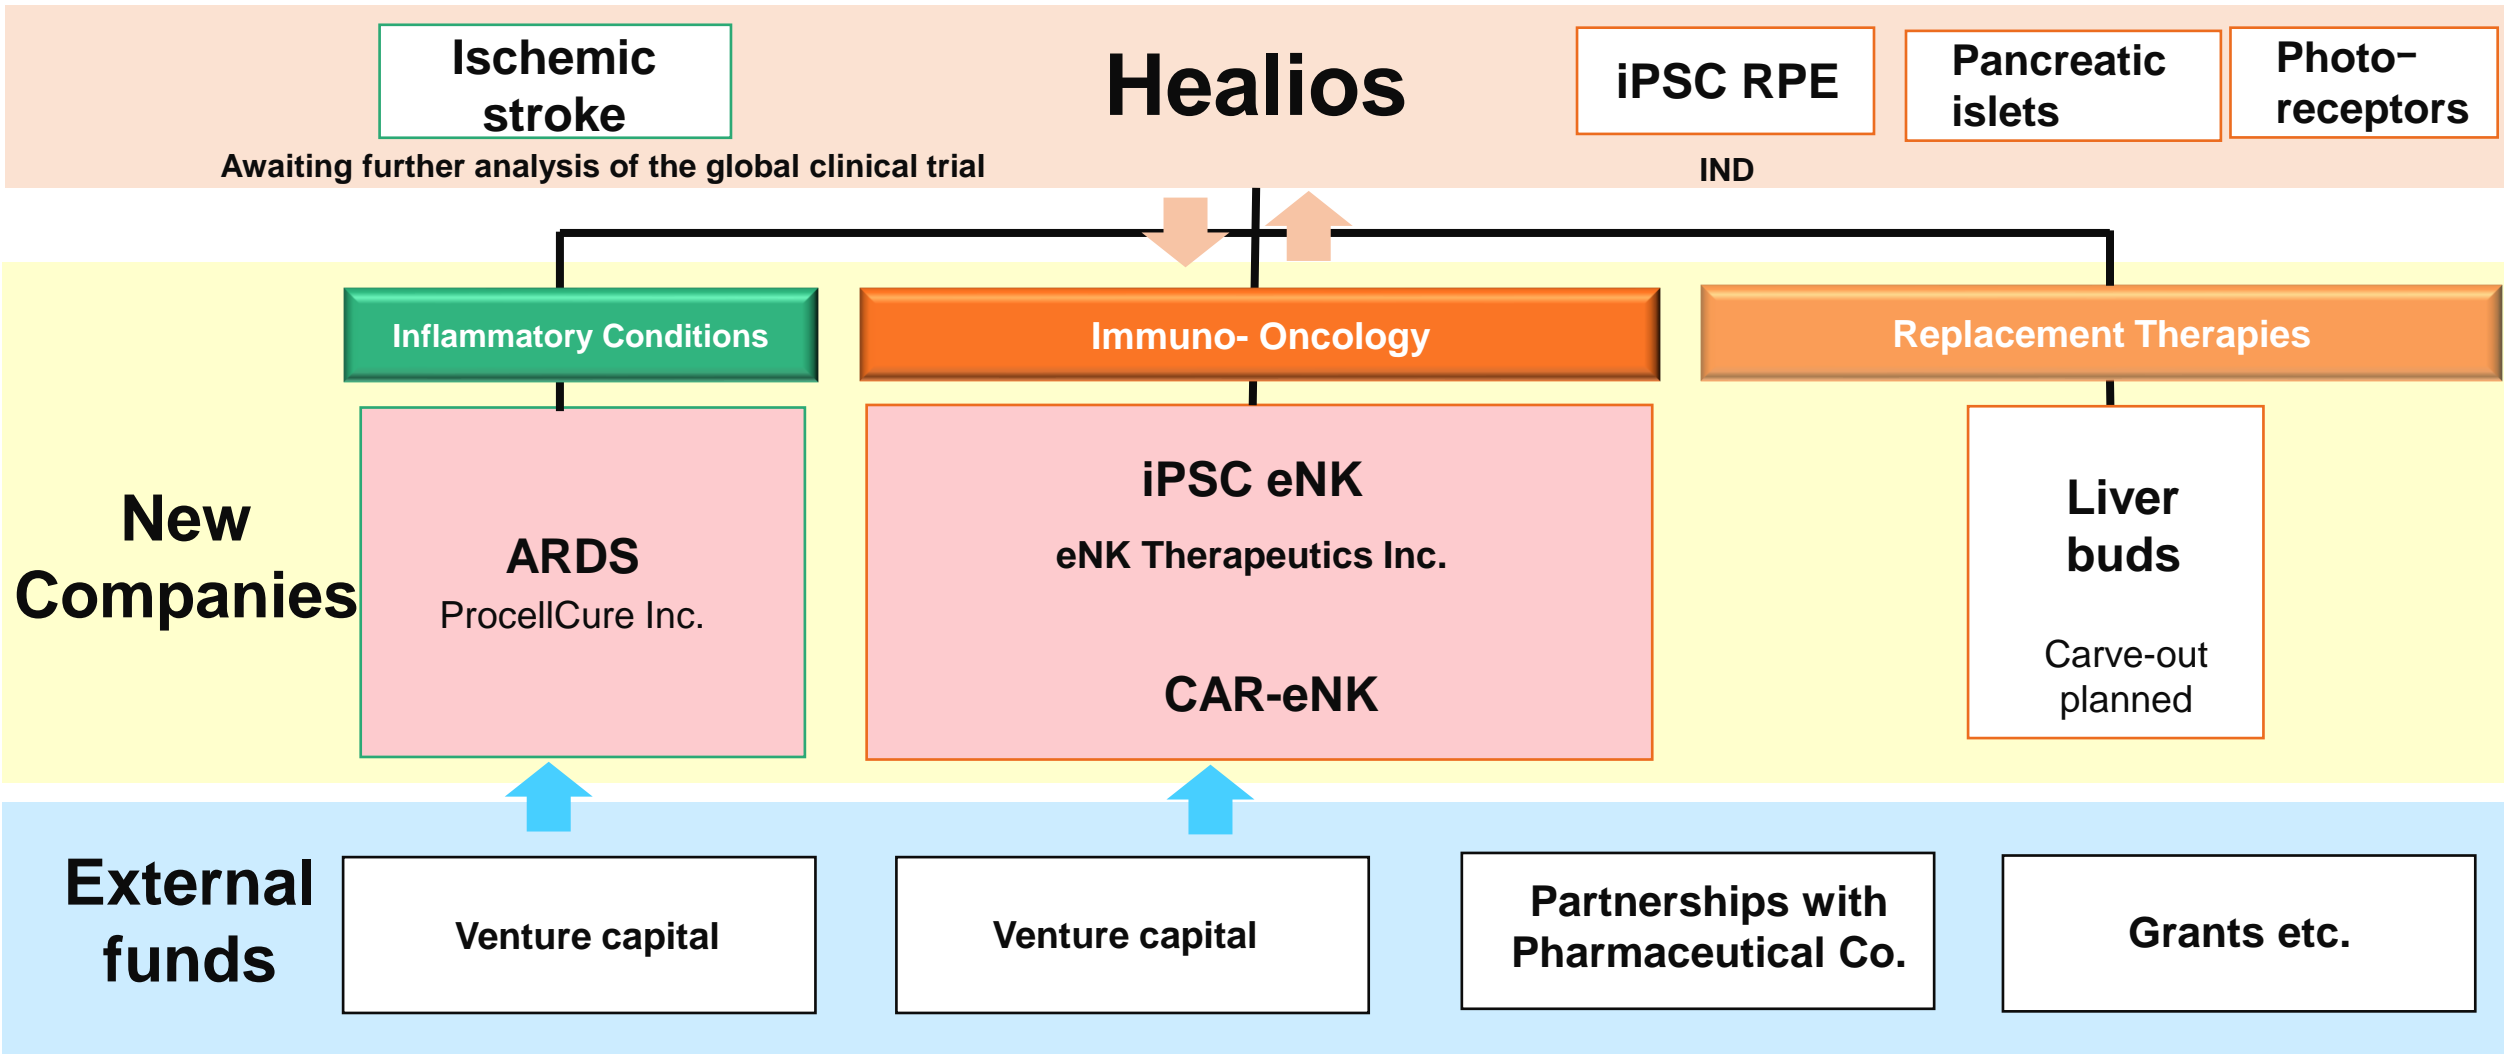 Ischemic
stroke
Awaiting further analysis of the global clinical trial
Healios
iPSC RPE
IND
Pancreatic
islets
Photo−
receptors
Inflammatory Conditions
Immuno- Oncology
Replacement Therapies
New
Companies
ARDS
ProcellCure Inc.
iPSC eNK
eNK Therapeutics Inc.
CAR-eNK
Liver
buds
Carve-out
planned
External
funds
Venture capital
Venture capital
Partnerships with
Pharmaceutical Co.
Grants etc.